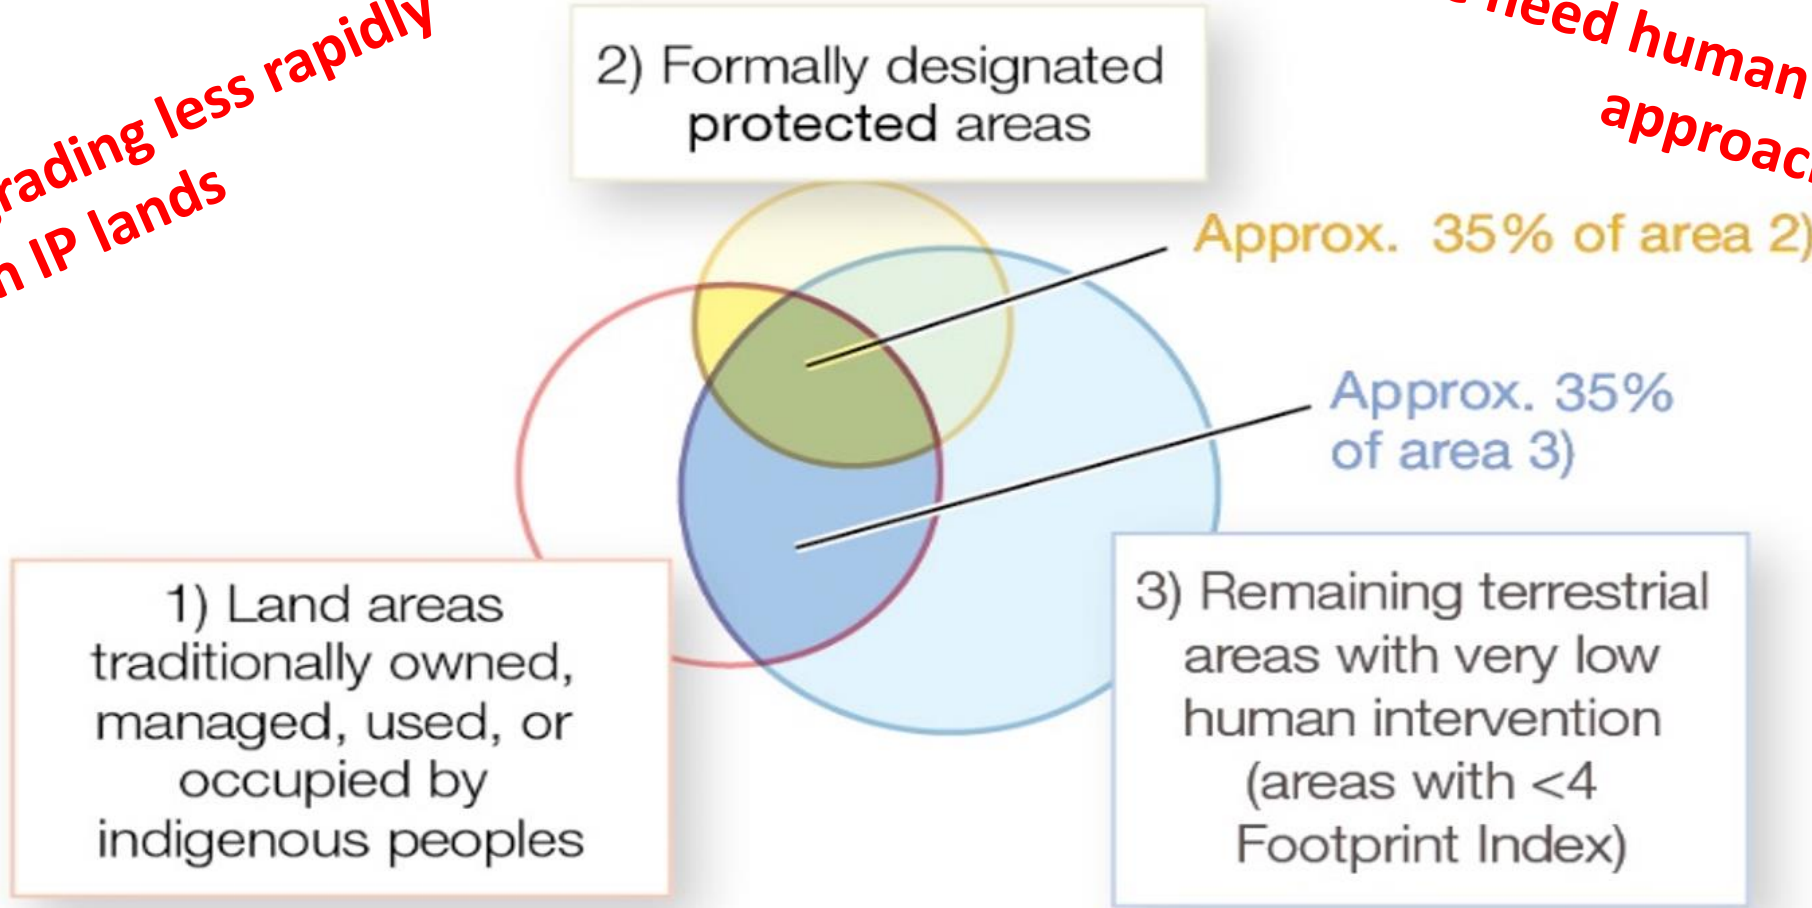 less rapidly
IP lands
need human
2) Formally designated
protected areas
Approx. 35% of area 2)
Approx. 35%
of area 3)
1) Land areas
traditionally owned,
managed, used, or
occupied by
indigenous peoples
3) Remaining terrestrial
areas with very low
human intervention
(areas with <4
Footprint Index)